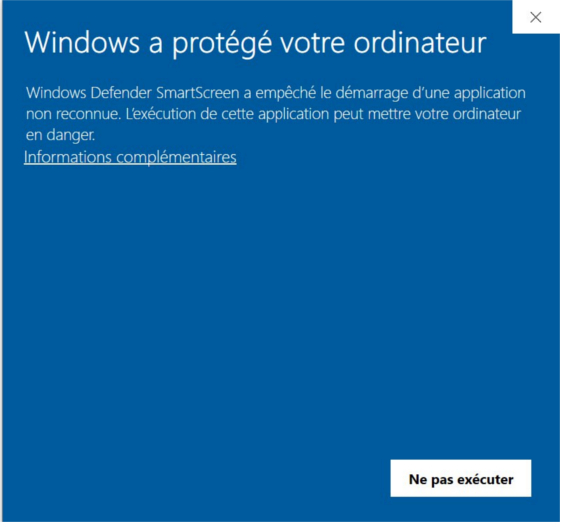 Windows a protégé votre ordinateur
Windows Defender SmartScreen a empêché le démarrage d’une application
non reconnue. L’exécution de cette application peut mettre votre ordinateur
en danger.
Informations complémentaires
Ne pas exécuter